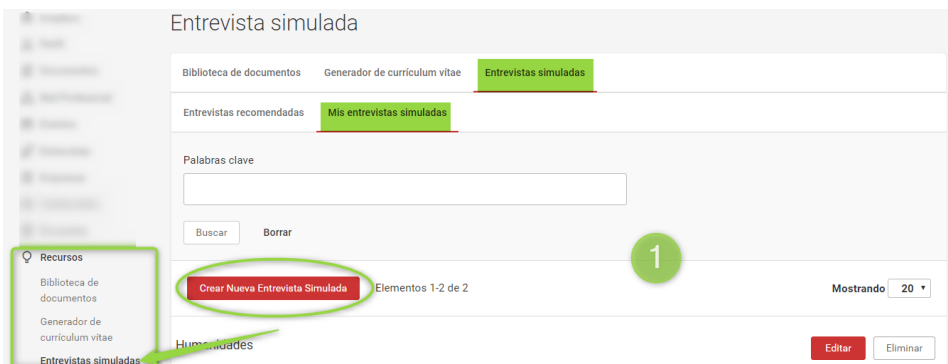 Entrevista simulada
Biblioteca de documentos Generador de currículum vítae Entrevistas simuladas
Entrevistas recomendadas Mis entrevistas simuladas
Palabras clave
Buscar Borrar
1
Recursos
Biblioteca de
documentos
Generador de
currículum vítae
Entrevistas simuladas
Crear Nueva Entrevista Simulada Elementos 1-2 de 2 Mostrando 20
Humanidades Editar Eliminar